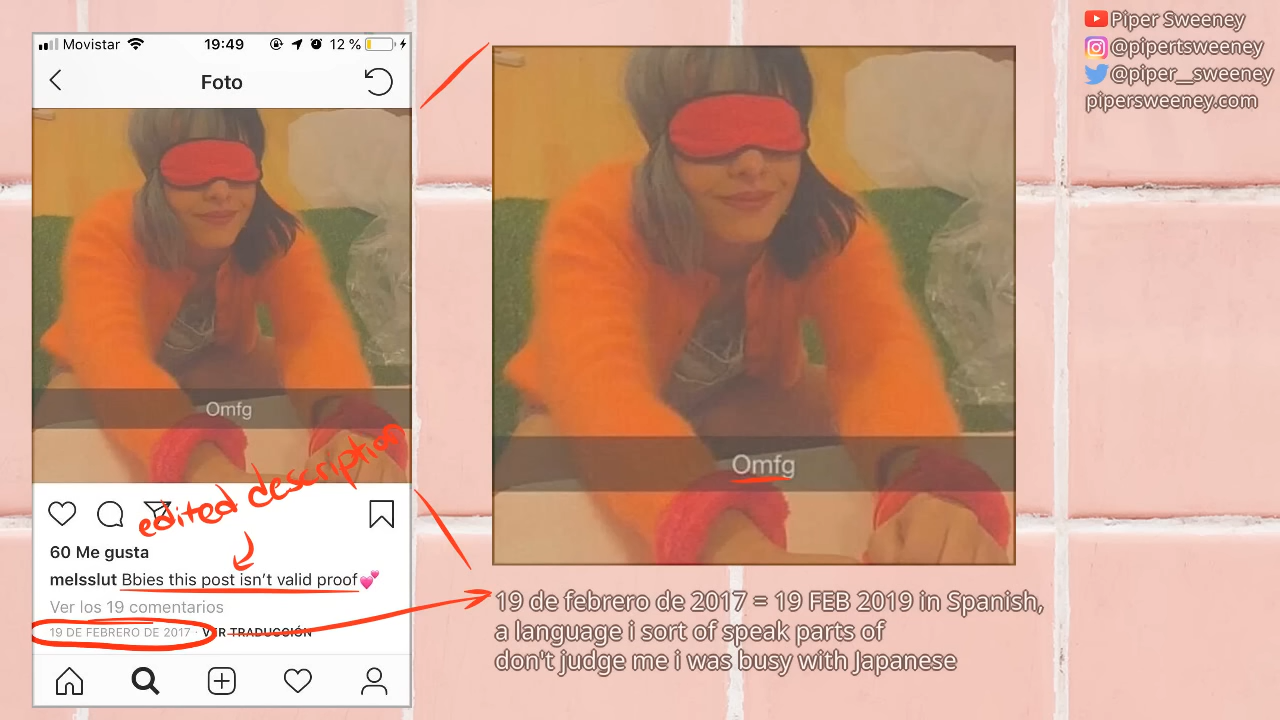 Movistar 19:49 12 %
Foto
Omfg
edited description
60 Me gusta
melsslut Bbies this post isn't valid proof💕
Ver los 19 comentarios
19 DE FEBRERO DE 2017 · VER TRADUCCIÓN
Omfg
19 de febrero de 2017 = 19 FEB 2019 in Spanish,
a language i sort of speak parts of
don't judge me i was busy with Japanese
Piper Sweeney
@pipertsweeney
@piper__sweeney
pipersweeney.com